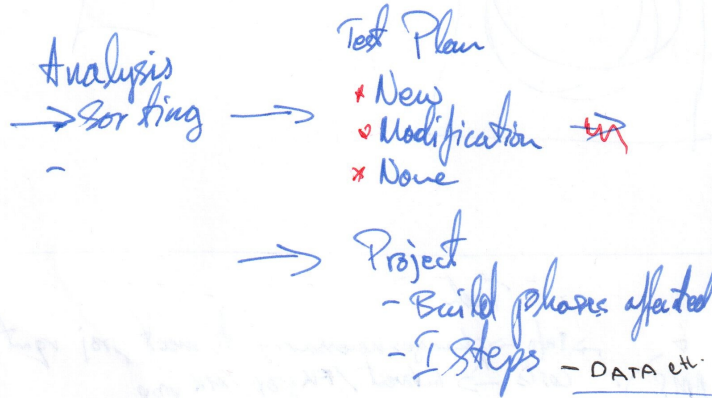 Analysis
→ Sorting →
-
Test Plan
* New
* Modification →
* None
→ Project
- Build phases affected
- I steps - DATA etc.